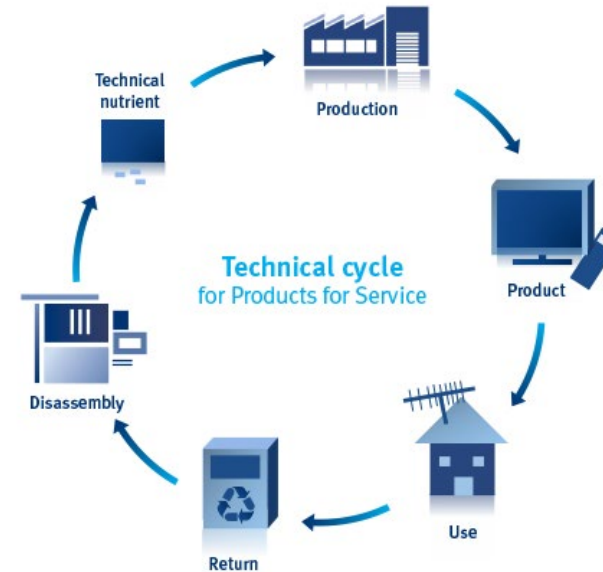 Technical cycle
for Products for Service
Production
Product
Use
Return
Disassembly
Technical
nutrient